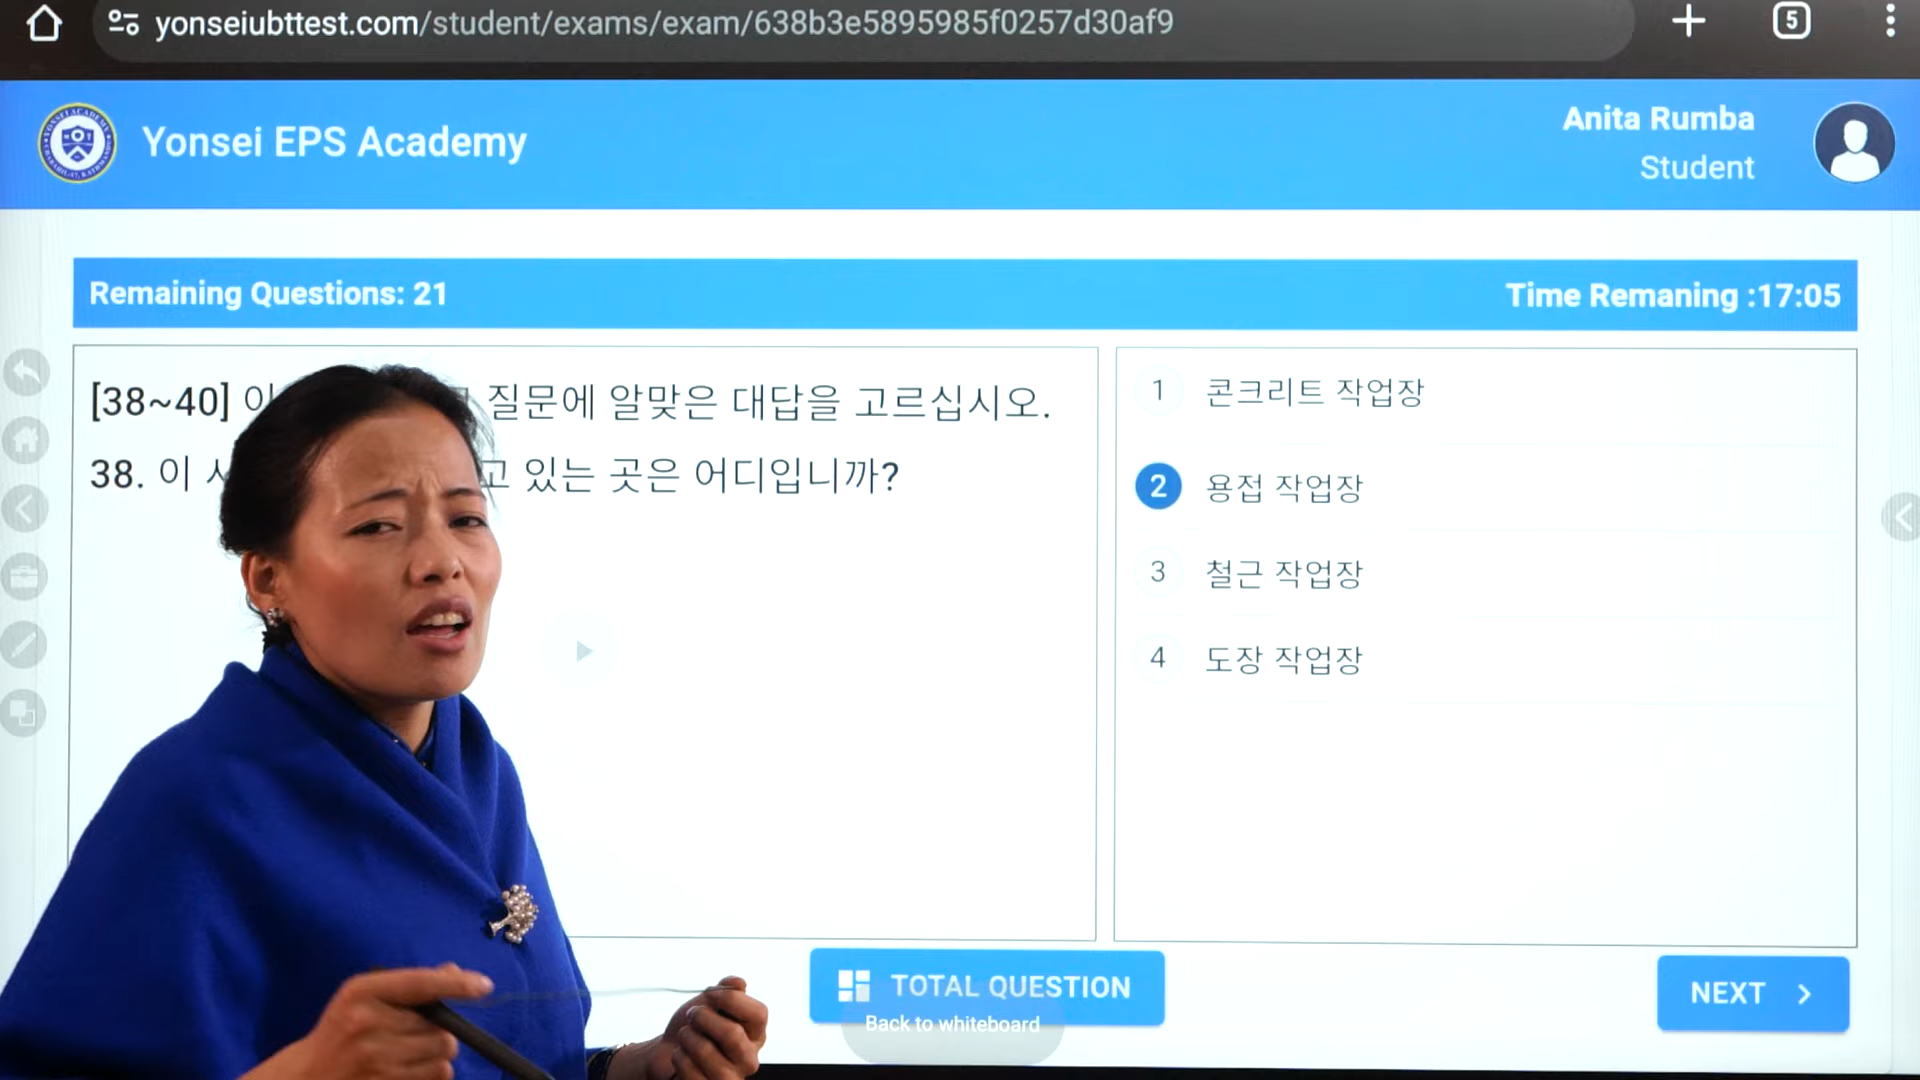 yonseiubttest.com/student/exams/exam/638b3e5895985f0257d30af9
5
Yonsei EPS Academy
Anita Rumba
Student
Remaining Questions: 21
Time Remaning :17:05
[38~40] 질문에 알맞은 대답을 고르십시오.
38. 이 있는 곳은 어디입니까?
1 콘크리트 작업장
2 용접 작업장
3 철근 작업장
4 도장 작업장
TOTAL QUESTION
Back to whiteboard
NEXT